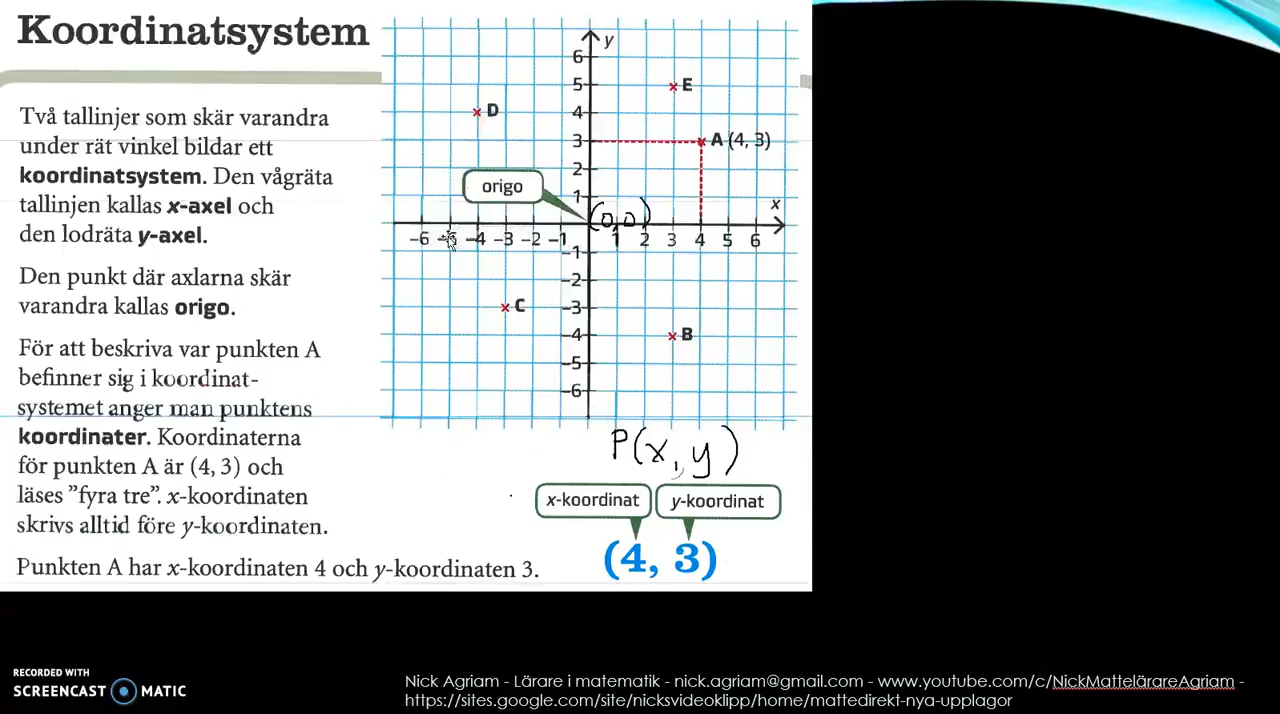 Koordinatsystem
Två tallinjer som skär varandra
under rät vinkel bildar ett
koordinatsystem. Den vågräta
tallinjen kallas x-axel och
den lodräta y-axel.
Den punkt där axlarna skär
varandra kallas origo.
För att beskriva var punkten A
befinner sig i koordinat-
systemet anger man punktens
koordinater. Koordinaterna
för punkten A är (4, 3) och
läses ”fyra tre”. x-koordinaten
skrivs alltid före y-koordinaten.
Punkten A har x-koordinaten 4 och y-koordinaten 3.
y
6
5
E
D
4
3
A (4, 3)
2
origo
1
(0,0)
x
-6 -4 -3 -2 -1 1 2 3 4 5 6
-1
-2
C
-3
B
-4
-5
-6
P(x, y)
x-koordinat
y-koordinat
(4, 3)
RECORDED WITH
SCREENCAST MATIC
Nick Agriam - Lärare i matematik - nick.agriam@gmail.com - www.youtube.com/c/NickMattelärareAgriam -
https://sites.google.com/site/nicksvideoklipp/home/mattedirekt-nya-upplagor